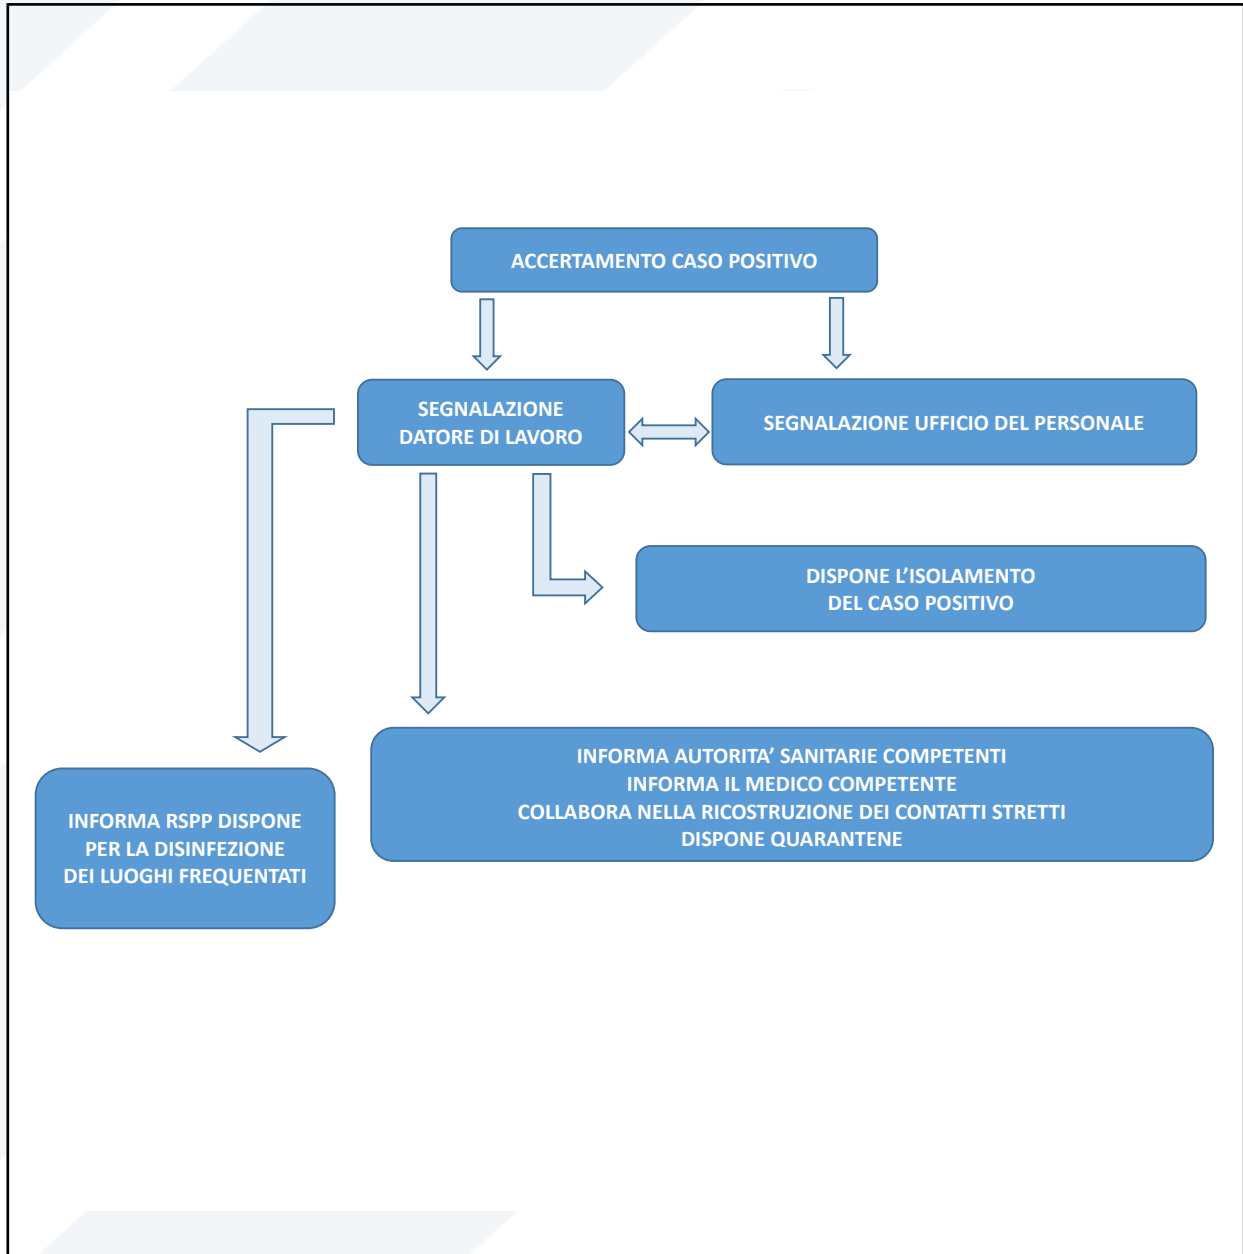 ACCERTAMENTO CASO POSITIVO
SEGNALAZIONE
DATORE DI LAVORO
SEGNALAZIONE UFFICIO DEL PERSONALE
DISPONE L’ISOLAMENTO
DEL CASO POSITIVO
INFORMA AUTORITA’ SANITARIE COMPETENTI
INFORMA IL MEDICO COMPETENTE
COLLABORA NELLA RICOSTRUZIONE DEI CONTATTI STRETTI
DISPONE QUARANTENE
INFORMA RSPP DISPONE
PER LA DISINFEZIONE
DEI LUOGHI FREQUENTATI